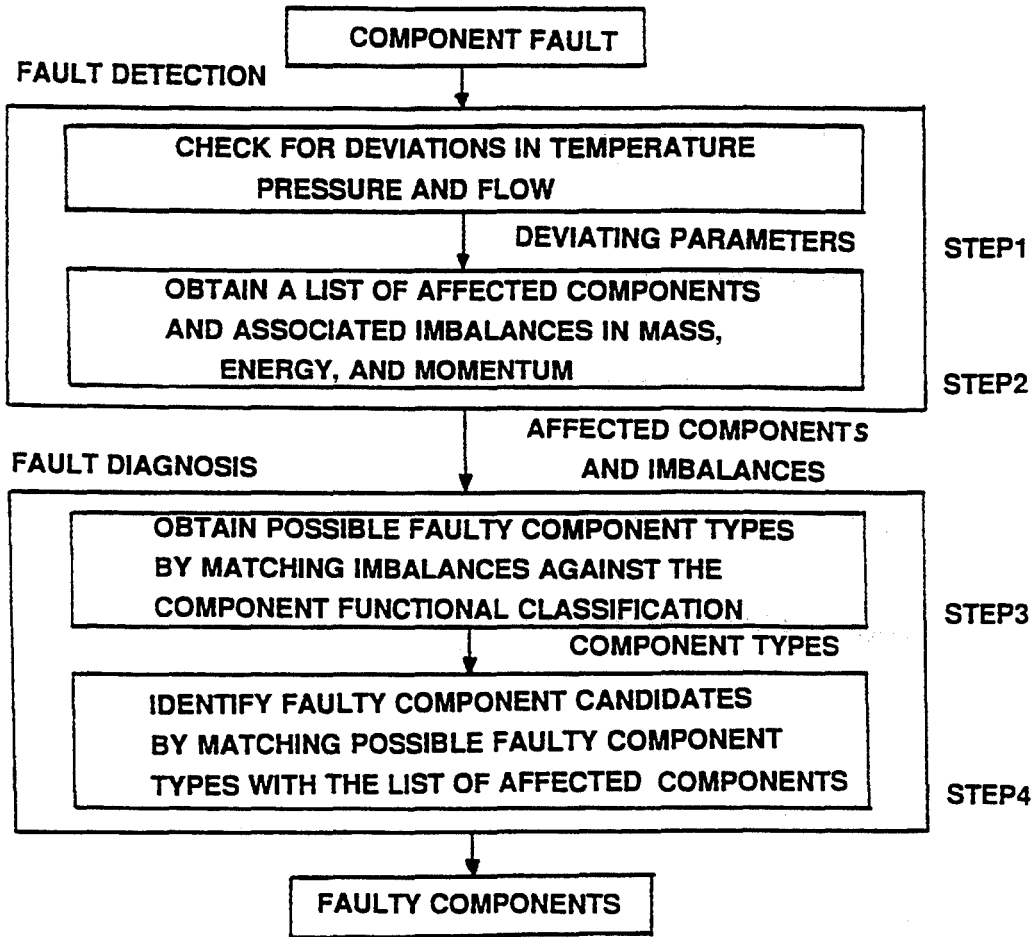 COMPONENT FAULT
FAULT DETECTION
CHECK FOR DEVIATIONS IN TEMPERATURE
PRESSURE AND FLOW
DEVIATING PARAMETERS
STEP1
OBTAIN A LIST OF AFFECTED COMPONENTS
AND ASSOCIATED IMBALANCES IN MASS,
ENERGY, AND MOMENTUM
STEP2
AFFECTED COMPONENTS
AND IMBALANCES
FAULT DIAGNOSIS
OBTAIN POSSIBLE FAULTY COMPONENT TYPES
BY MATCHING IMBALANCES AGAINST THE
COMPONENT FUNCTIONAL CLASSIFICATION
STEP3
COMPONENT TYPES
IDENTIFY FAULTY COMPONENT CANDIDATES
BY MATCHING POSSIBLE FAULTY COMPONENT
TYPES WITH THE LIST OF AFFECTED COMPONENTS
STEP4
FAULTY COMPONENTS